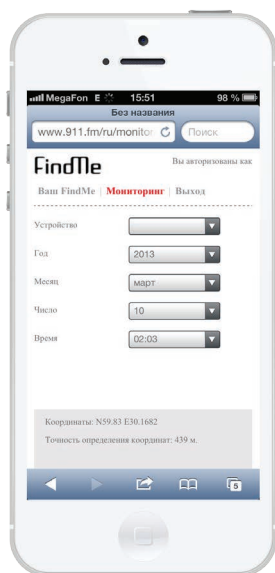 MegaFon E 15:51 98 %
Без названия
www.911.fm/ru/monitor Поиск
FindMe Вы авторизованы как
Ваш FindMe | Мониторинг | Выход
Устройство
Год 2013
Месяц март
Число 10
Время 02:03
Координаты: N59.83 E30.1682
Точность определения координат: 439 м.
5